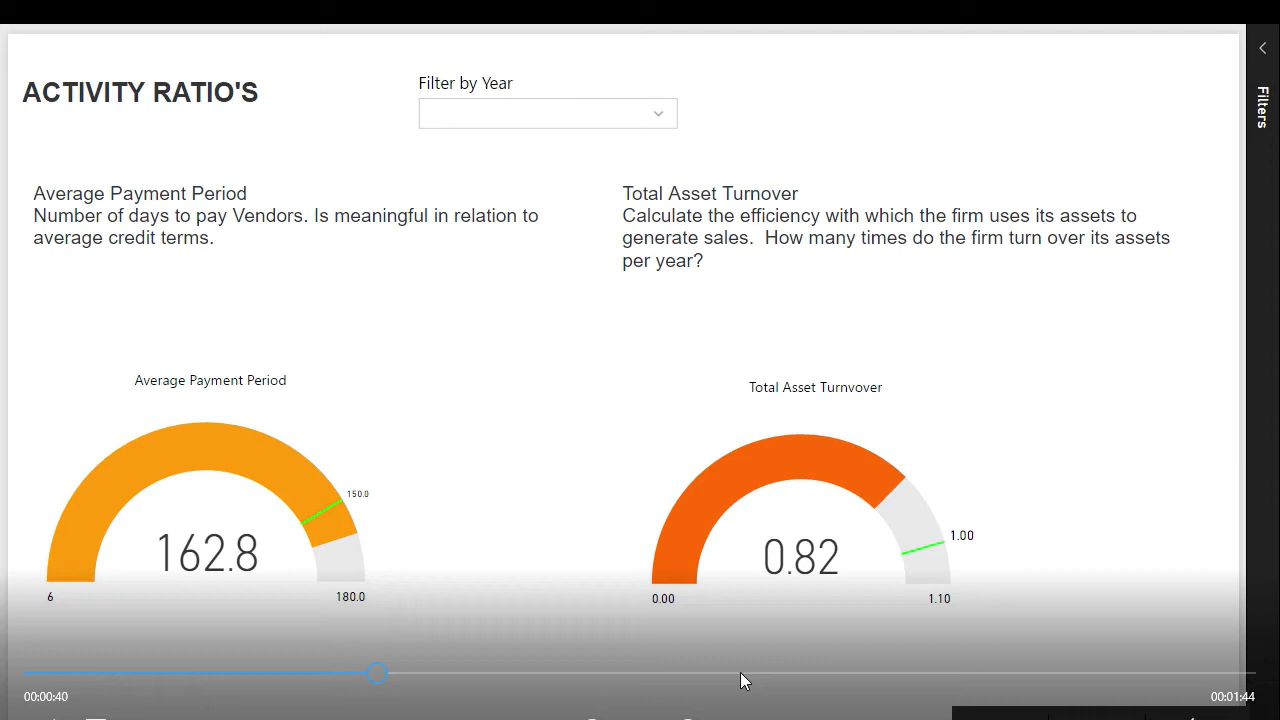 ACTIVITY RATIO'S
Filter by Year
Filters
Average Payment Period
Number of days to pay Vendors. Is meaningful in relation to
average credit terms.
Total Asset Turnover
Calculate the efficiency with which the firm uses its assets to
generate sales.  How many times do the firm turn over its assets
per year?
Average Payment Period
150.0
162.8
6
180.0
Total Asset Turnvover
1.00
0.82
0.00
1.10
00:00:40
00:01:44